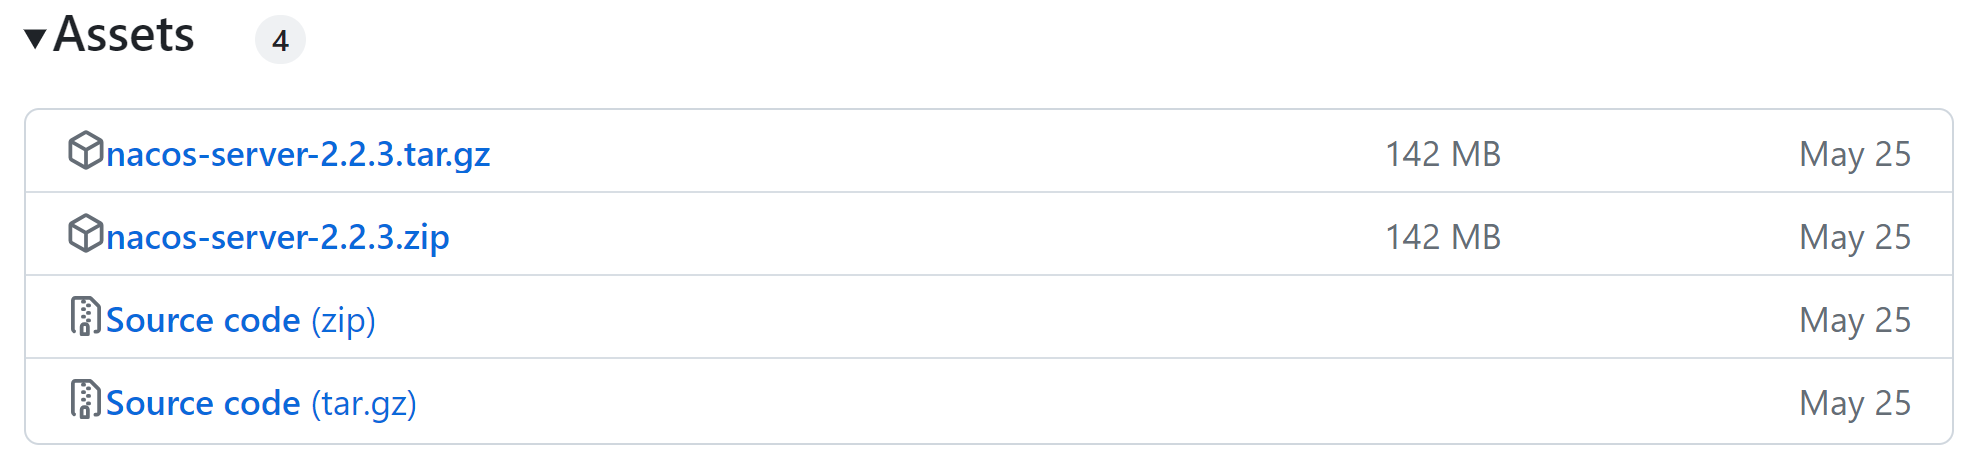 Assets 4
nacos-server-2.2.3.tar.gz 142 MB May 25
nacos-server-2.2.3.zip 142 MB May 25
Source code (zip) May 25
Source code (tar.gz) May 25